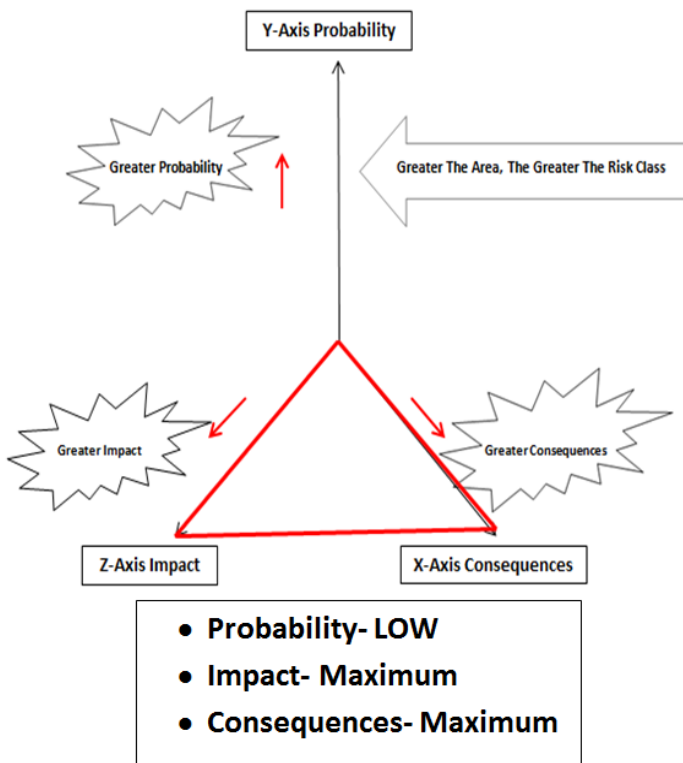 Y-Axis Probability
Greater Probability
Greater The Area, The Greater The Risk Class
Greater Impact
Greater Consequences
Z-Axis Impact
X-Axis Consequences
• Probability- LOW
• Impact- Maximum
• Consequences- Maximum